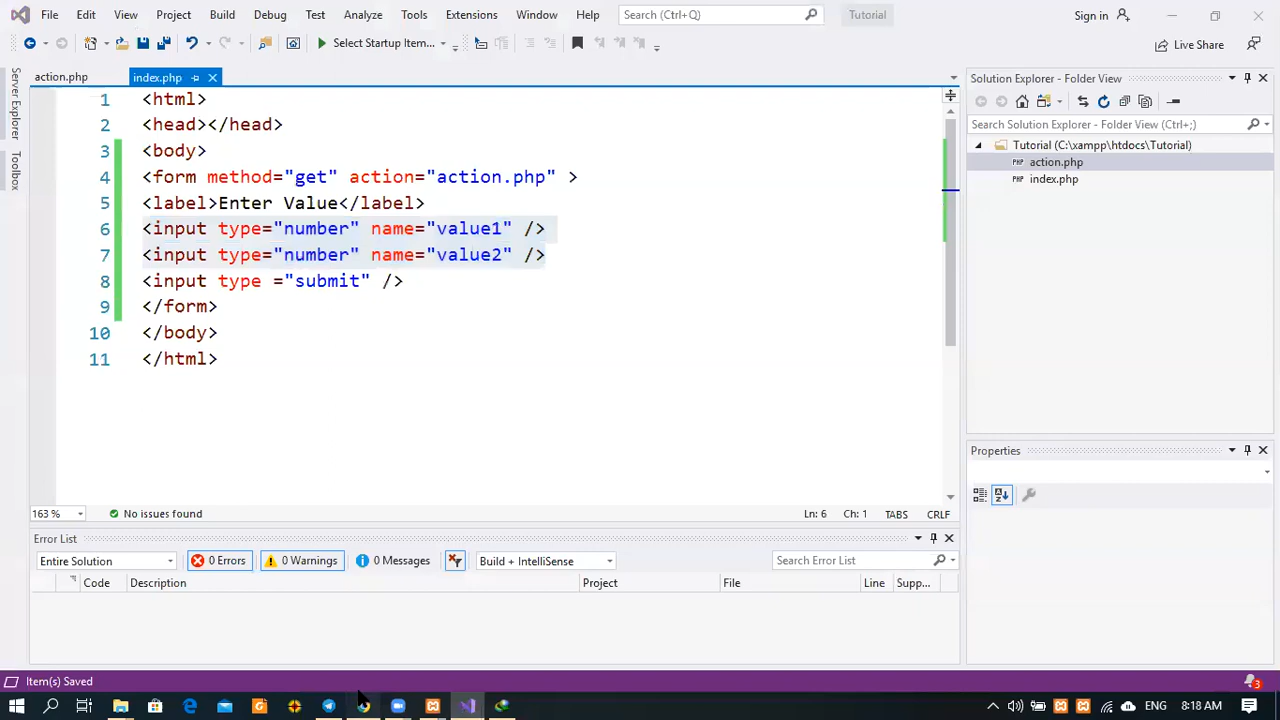 File Edit View Project Build Debug Test Analyze Tools Extensions Window Help Search (Ctrl+Q) Tutorial Sign in
Select Startup Item... Live Share
Server Explorer
Toolbox
action.php index.php
1 <html>
2 <head></head>
3 <body>
4 <form method="get" action="action.php" >
5 <label>Enter Value</label>
6 <input type="number" name="value1" />
7 <input type="number" name="value2" />
8 <input type ="submit" />
9 </form>
10 </body>
11 </html>
163 % No issues found Ln: 6 Ch: 1 TABS CRLF
Solution Explorer - Folder View
Search Solution Explorer - Folder View (Ctrl+;)
Tutorial (C:\xampp\htdocs\Tutorial)
PHP action.php
PHP index.php
Properties
Error List
Entire Solution 0 Errors 0 Warnings 0 Messages Build + IntelliSense Search Error List
Code Description Project File Line Supp...
Item(s) Saved 3
ENG 8:18 AM